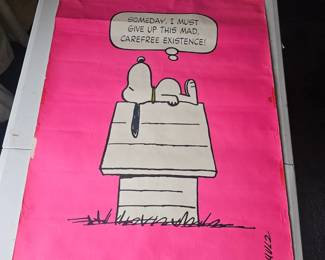 SOMEDAY, I MUST
GIVE UP THIS MAD,
CAREFREE EXISTENCE!